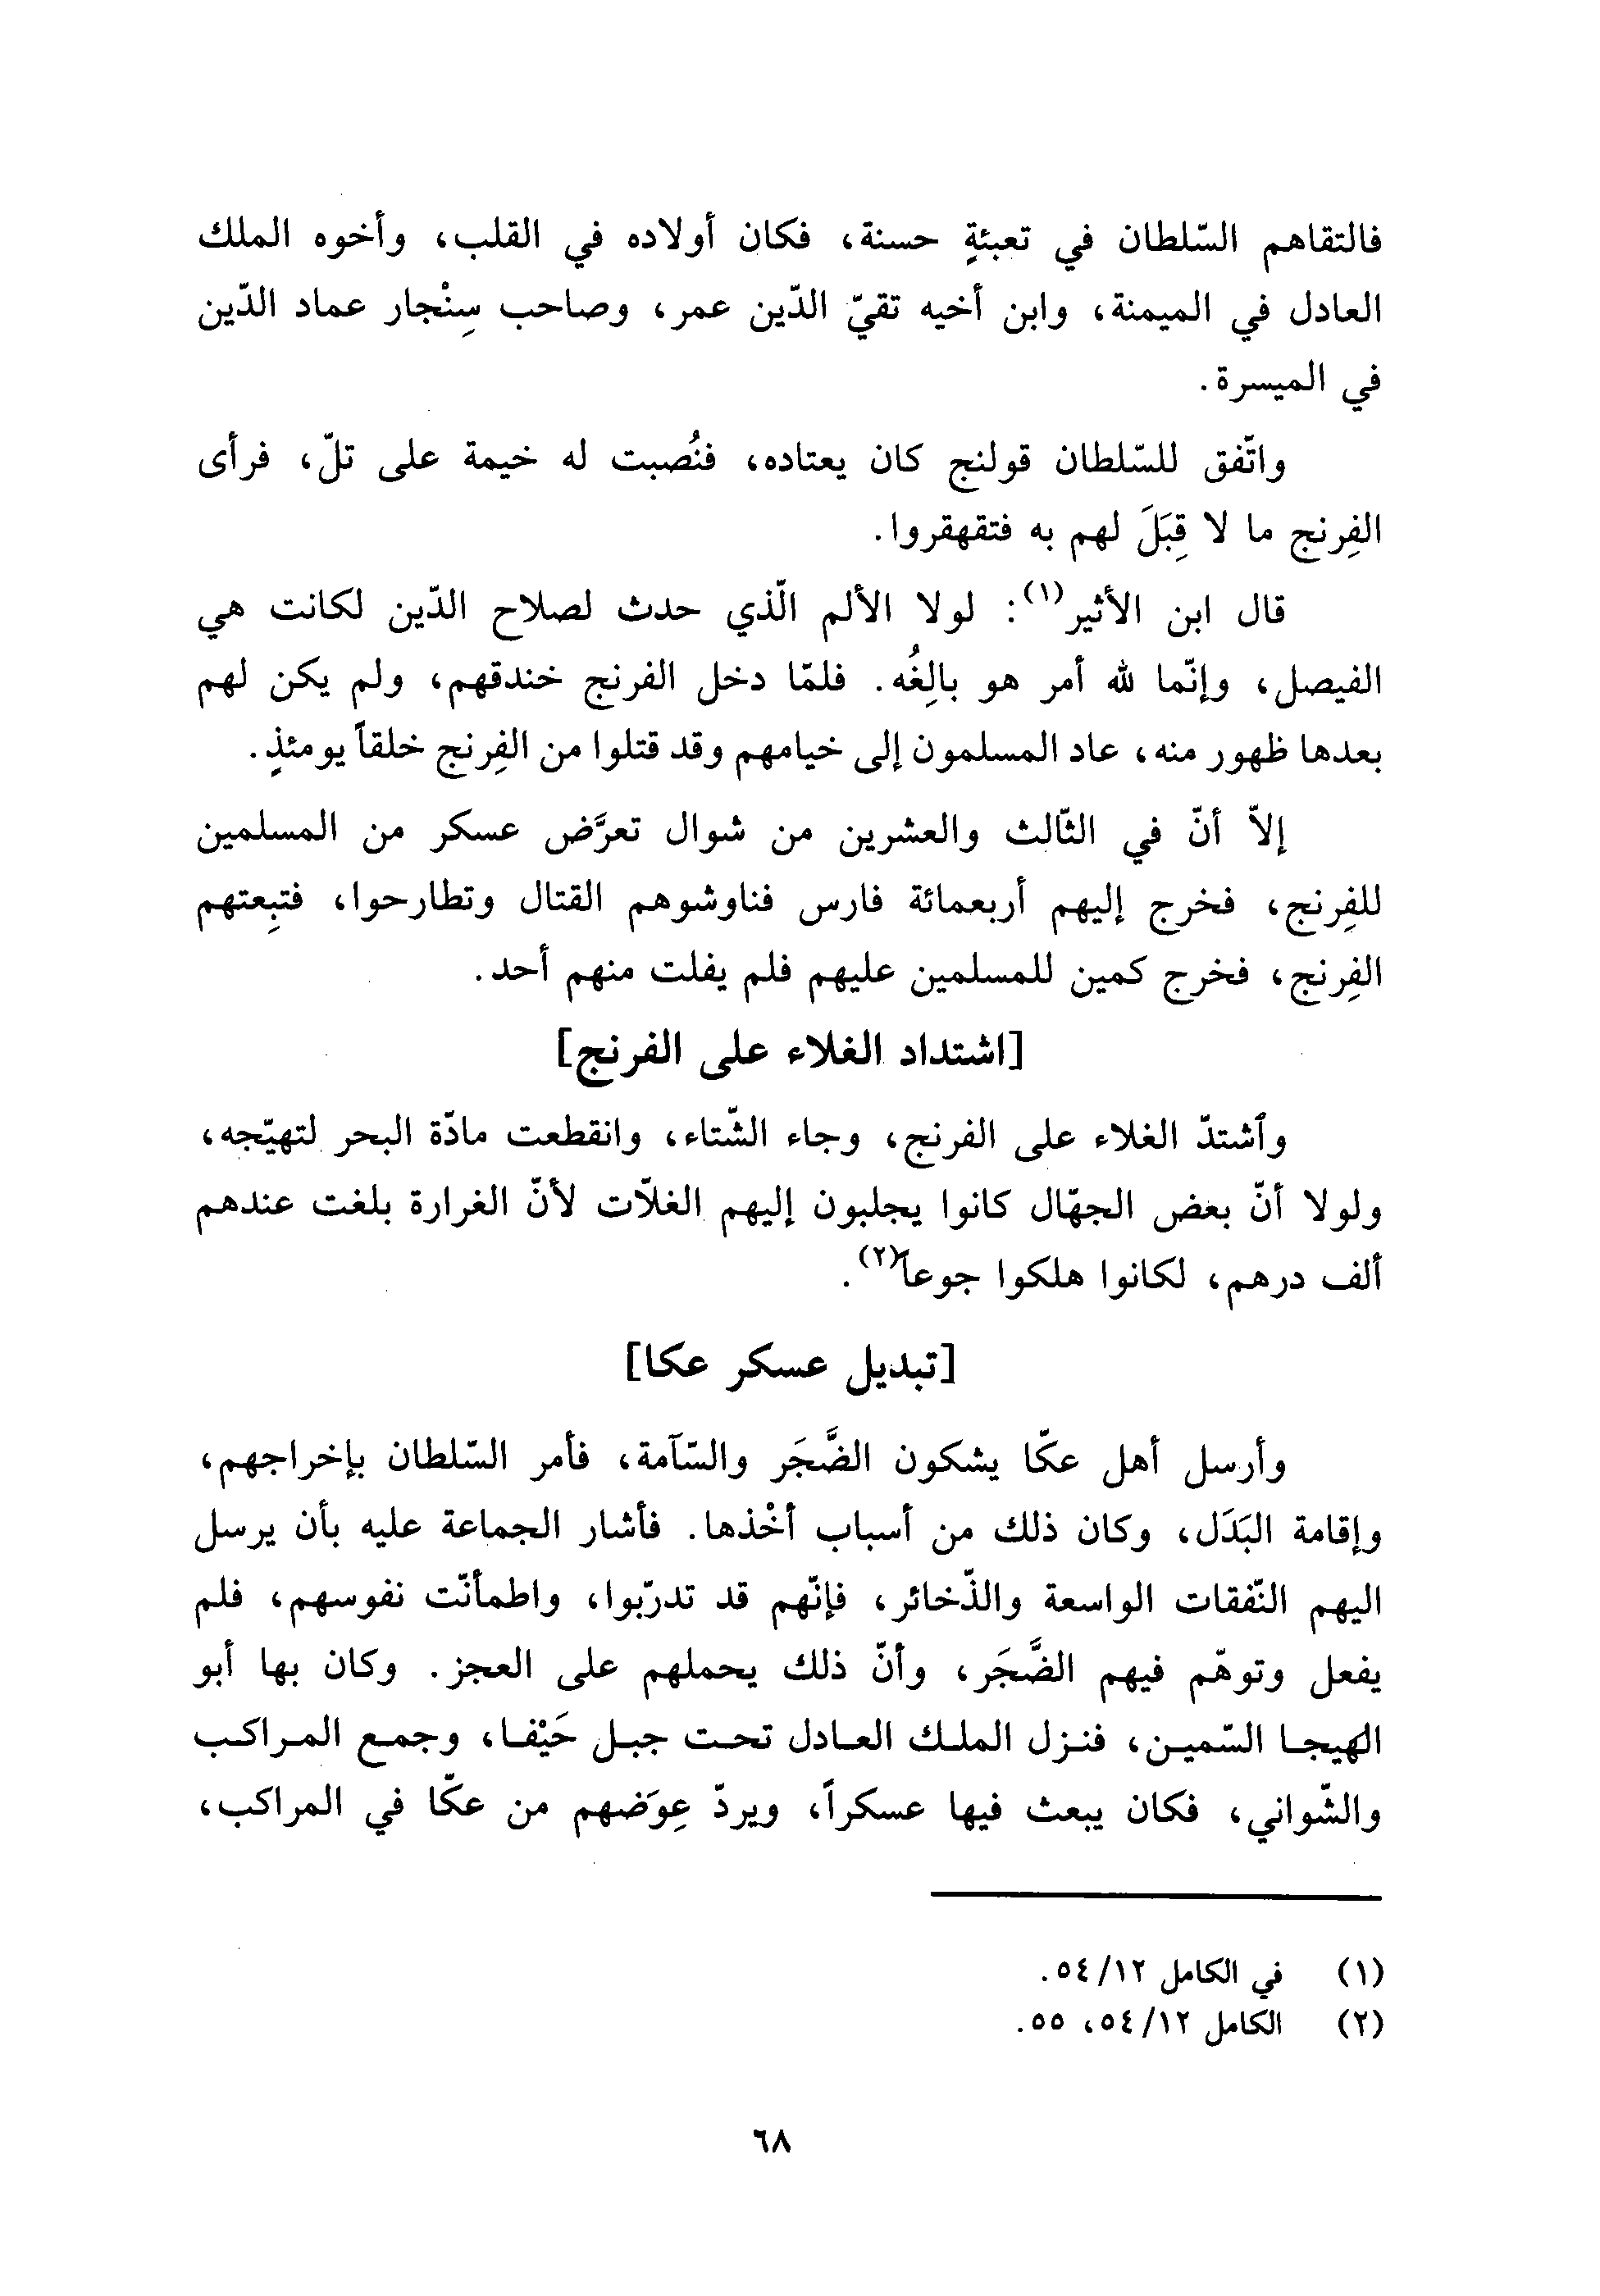 فالتقاهم السّلطان في تعبئةٍ حسنة، فكان أولاده في القلب، وأخوه الملك
العادل في الميمنة، وابن أخيه تقيّ الدّين عمر، وصاحب سِنْجار عماد الدّين
في الميسرة.
واتّفق للسّلطان قولنج كان يعتاده، فنُصبت له خيمة على تلّ، فرأى
الفِرنج ما لا قِبَلَ لهم به فتقهقروا.
قال ابن الأثير(١): لولا الألم الّذي حدث لصلاح الدّين لكانت هي
الفيصل، وإنّما لله أمر هو بالِغُه. فلمّا دخل الفرنج خندقهم، ولم يكن لهم
بعدها ظهور منه، عاد المسلمون إلى خيامهم وقد قتلوا من الفِرنج خلقاً يومئذٍ.
إلاّ أنّ في الثّالث والعشرين من شوال تعرَّض عسكر من المسلمين
للفِرنج، فخرج إليهم أربعمائة فارس فناوشوهم القتال وتطارحوا، فتبِعتهم
الفِرنج، فخرج كمين للمسلمين عليهم فلم يفلت منهم أحد.
[اشتداد الغلاء على الفرنج]
وٱشتدّ الغلاء على الفرنج، وجاء الشّتاء، وانقطعت مادّة البحر لتهيّجه،
ولولا أنّ بعض الجهّال كانوا يجلبون إليهم الغلاّت لأنّ الغرارة بلغت عندهم
ألف درهم، لكانوا هلكوا جوعاً(٢).
[تبديل عسكر عكا]
وأرسل أهل عكّا يشكون الضَّجَر والسّآمة، فأمر السّلطان بإخراجهم،
وإقامة البَدَل، وكان ذلك من أسباب أخْذها. فأشار الجماعة عليه بأن يرسل
اليهم النّفقات الواسعة والذّخائر، فإنّهم قد تدرّبوا، واطمأنّت نفوسهم، فلم
يفعل وتوهّم فيهم الضَّجَر، وأنّ ذلك يحملهم على العجز. وكان بها أبو
الهيجا السّمين، فنزل الملك العادل تحت جبل حَيْفا، وجمع المراكب
والشّواني، فكان يبعث فيها عسكراً، ويردّ عِوَضهم من عكّا في المراكب،
(١) في الكامل ٥٤/١٢.
(٢) الكامل ٥٤/١٢، ٥٥.
٦٨